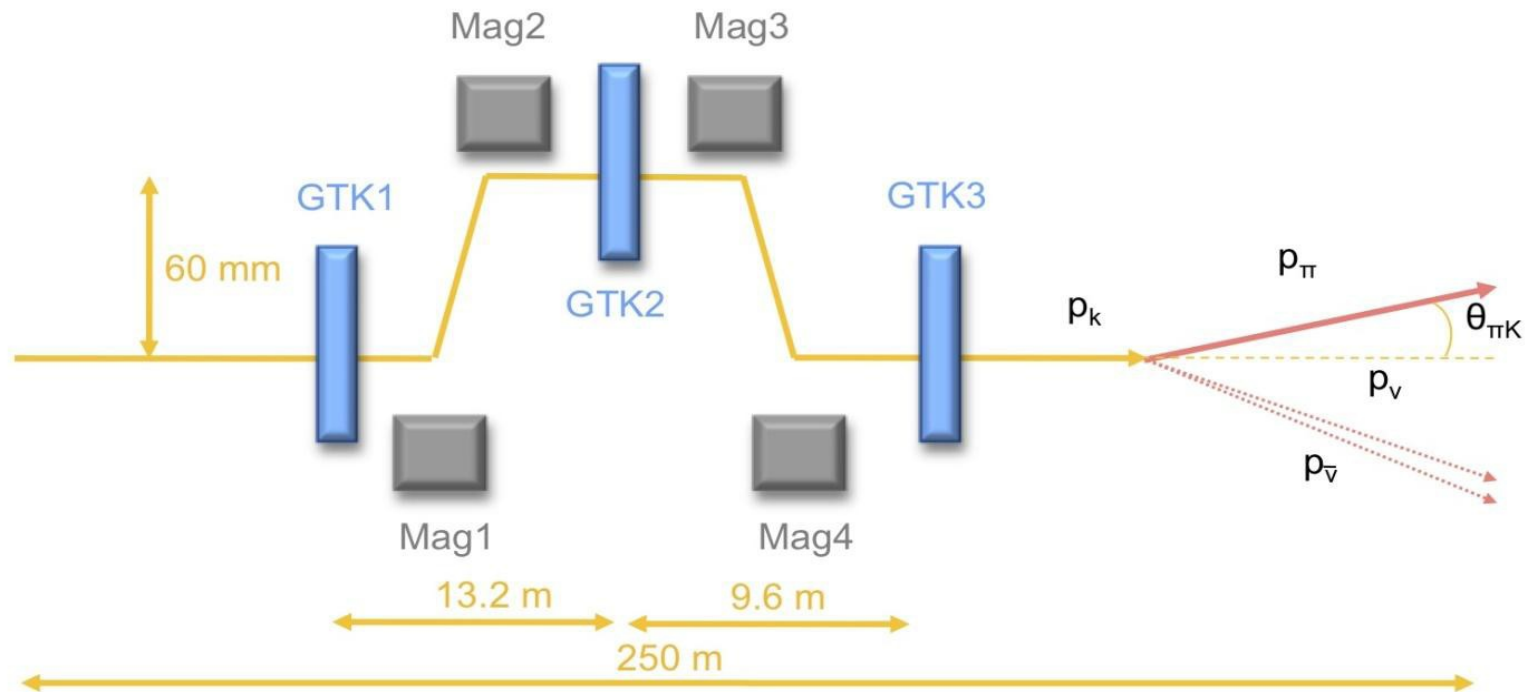 Mag2
Mag3
GTK1
GTK3
60 mm
GTK2
p_π
θ_πK
p_k
p_ν
p_ν̅
Mag1
Mag4
13.2 m
9.6 m
250 m